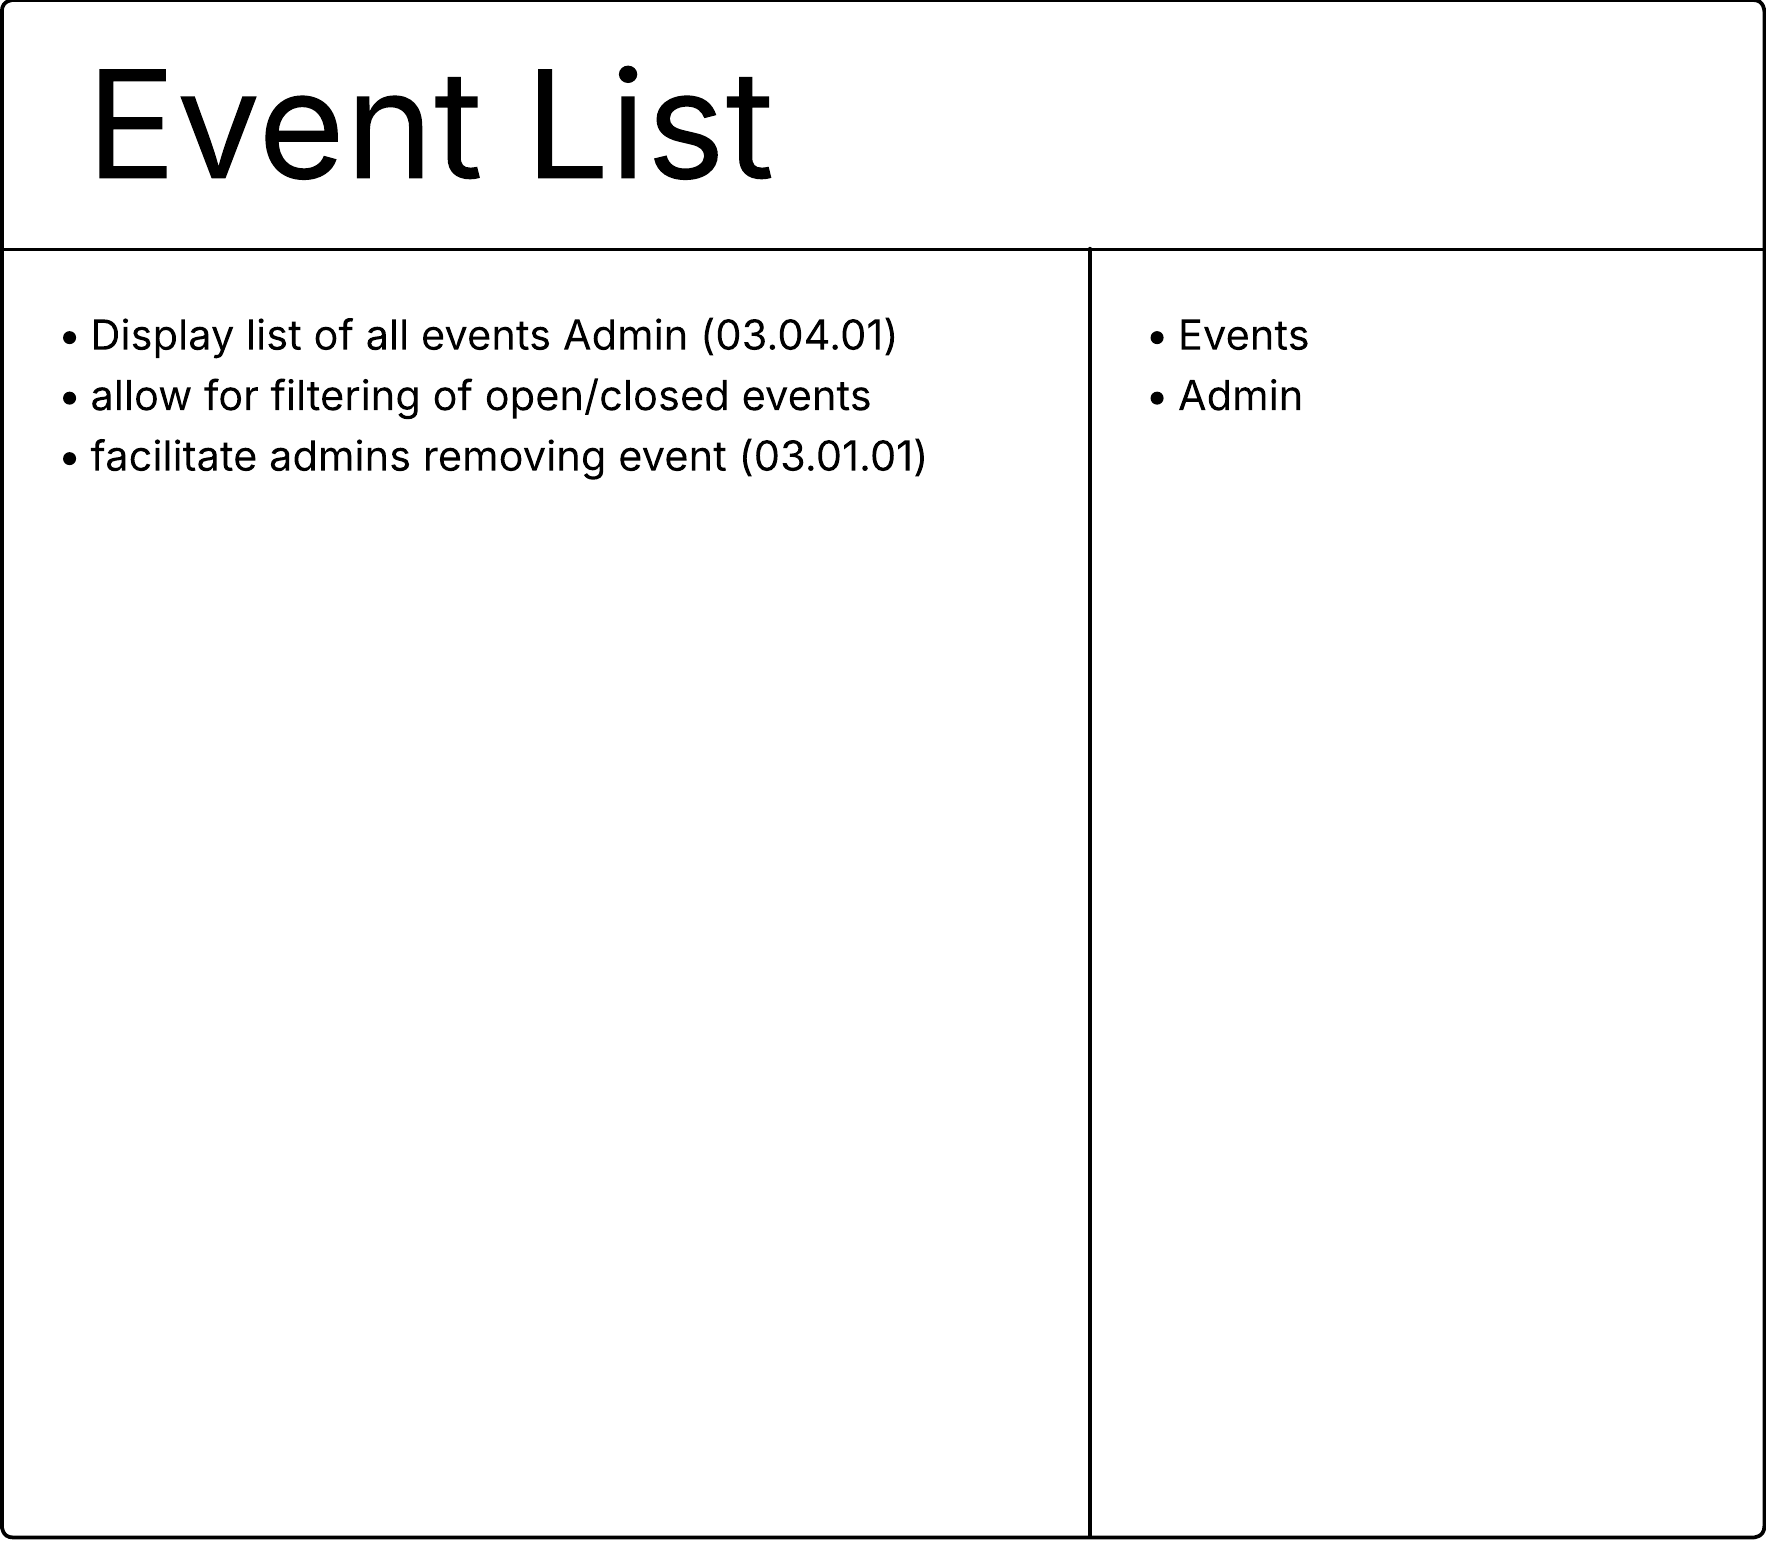 Event List
• Display list of all events Admin (03.04.01)
• allow for filtering of open/closed events
• facilitate admins removing event (03.01.01)
• Events
• Admin